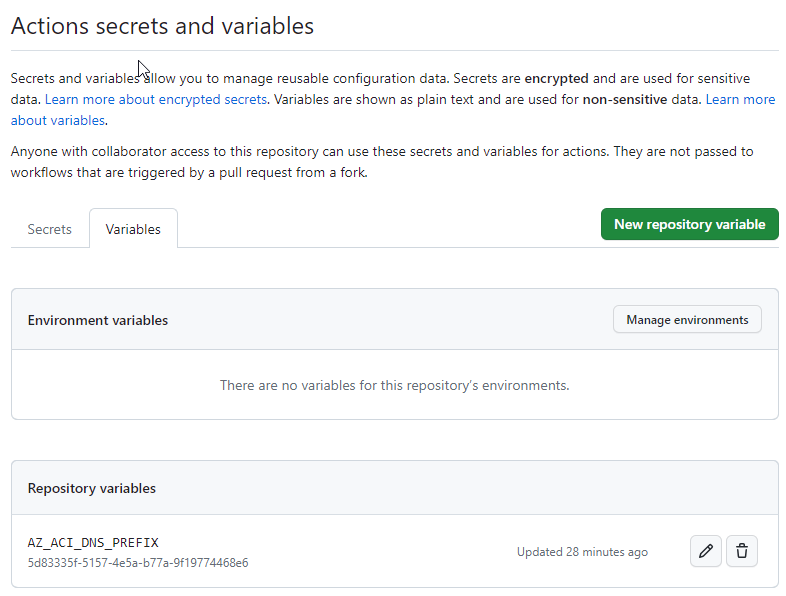 Actions secrets and variables
Secrets and variables allow you to manage reusable configuration data. Secrets are encrypted and are used for sensitive
data. Learn more about encrypted secrets. Variables are shown as plain text and are used for non-sensitive data. Learn more
about variables.
Anyone with collaborator access to this repository can use these secrets and variables for actions. They are not passed to
workflows that are triggered by a pull request from a fork.
Secrets
Variables
New repository variable
Environment variables
Manage environments
There are no variables for this repository's environments.
Repository variables
AZ_ACI_DNS_PREFIX
5d83335f-5157-4e5a-b77a-9f19774468e6
Updated 28 minutes ago